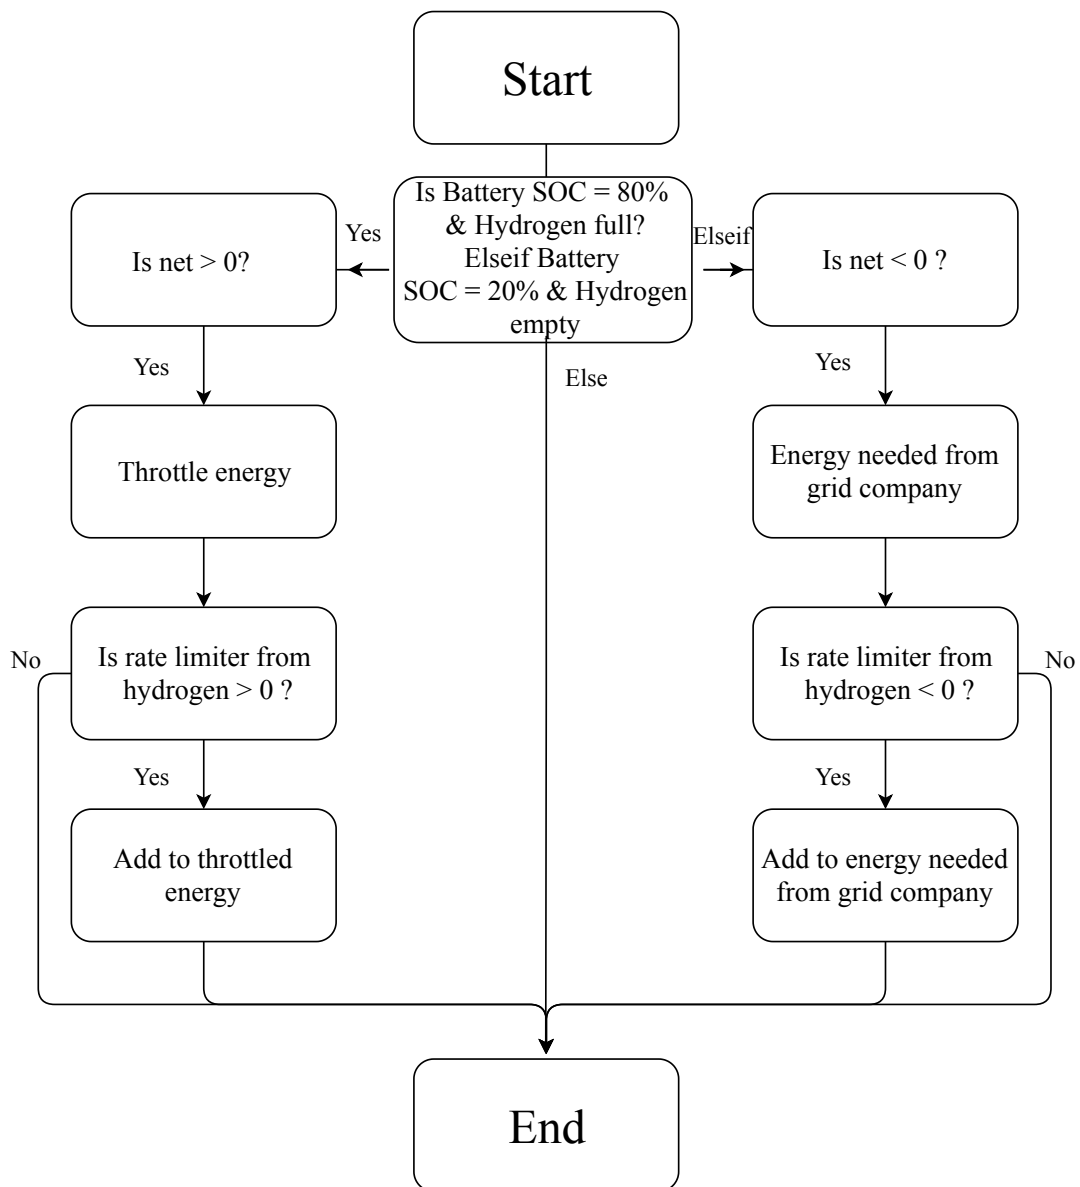 Start
Is Battery SOC = 80%
& Hydrogen full?
Elseif Battery
SOC = 20% & Hydrogen
empty
Yes
Elseif
Is net > 0?
Is net < 0 ?
Yes
Else
Yes
Throttle energy
Energy needed from
grid company
No
Is rate limiter from
hydrogen > 0 ?
Is rate limiter from
hydrogen < 0 ?
No
Yes
Yes
Add to throttled
energy
Add to energy needed
from grid company
End